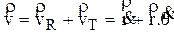 ρ ρ ρ ρ
v = v_R + v_T = & + r.